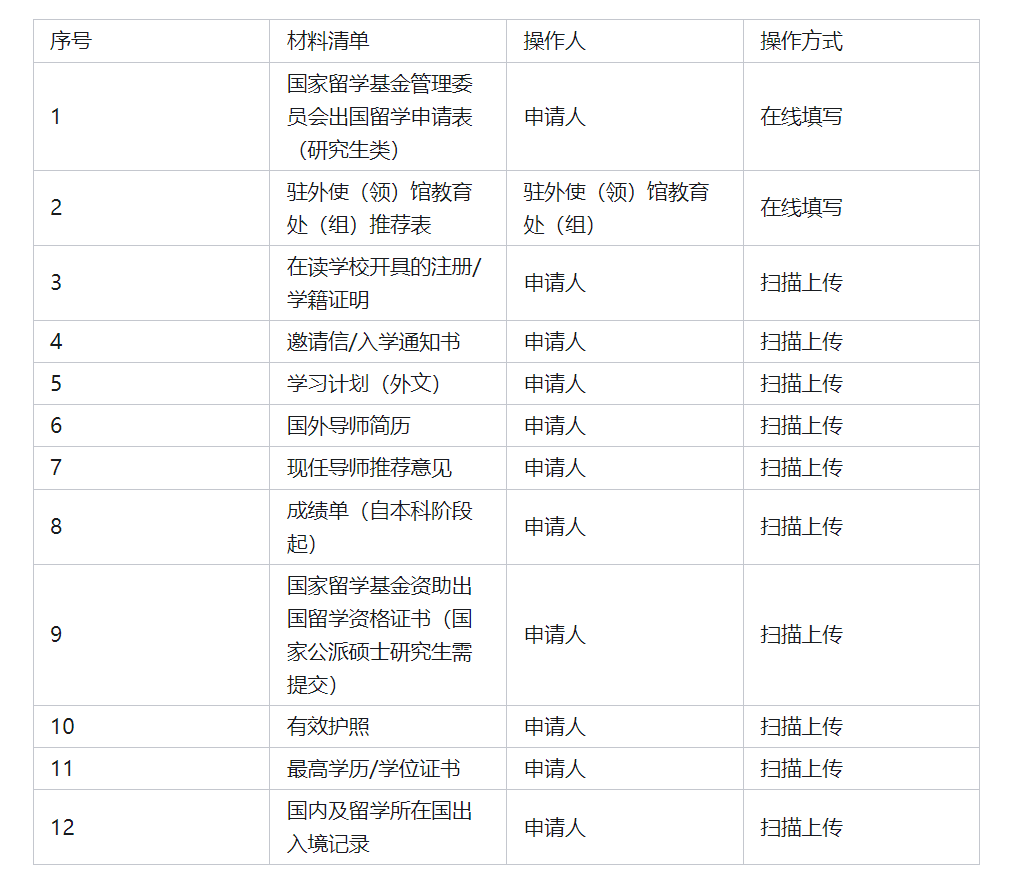 序号 材料清单 操作人 操作方式
国家留学基金管理委
1 员会出国留学申请表 申请人 在线填写
（研究生类）
驻外使（领）馆教育 驻外使（领）馆教育
2 在线填写
处（组）推荐表 处（组）
在读学校开具的注册/
3 申请人 扫描上传
学籍证明
4 邀请信/入学通知书 申请人 扫描上传
5 学习计划（外文） 申请人 扫描上传
6 国外导师简历 申请人 扫描上传
7 现任导师推荐意见 申请人 扫描上传
成绩单（自本科阶段
8 申请人 扫描上传
起）
国家留学基金资助出
国留学资格证书（国
9 申请人 扫描上传
家公派硕士研究生需
提交）
10 有效护照 申请人 扫描上传
11 最高学历/学位证书 申请人 扫描上传
国内及留学所在国出
12 申请人 扫描上传
入境记录